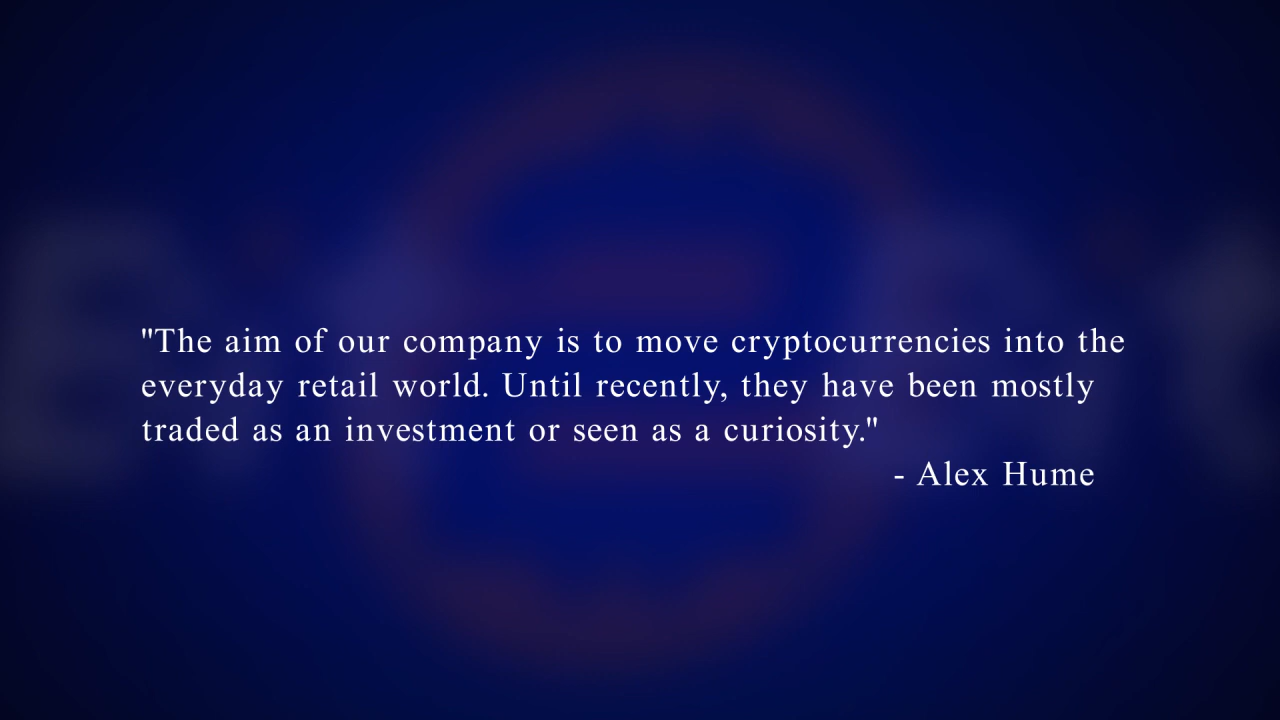 "The aim of our company is to move cryptocurrencies into the
everyday retail world. Until recently, they have been mostly
traded as an investment or seen as a curiosity."
- Alex Hume